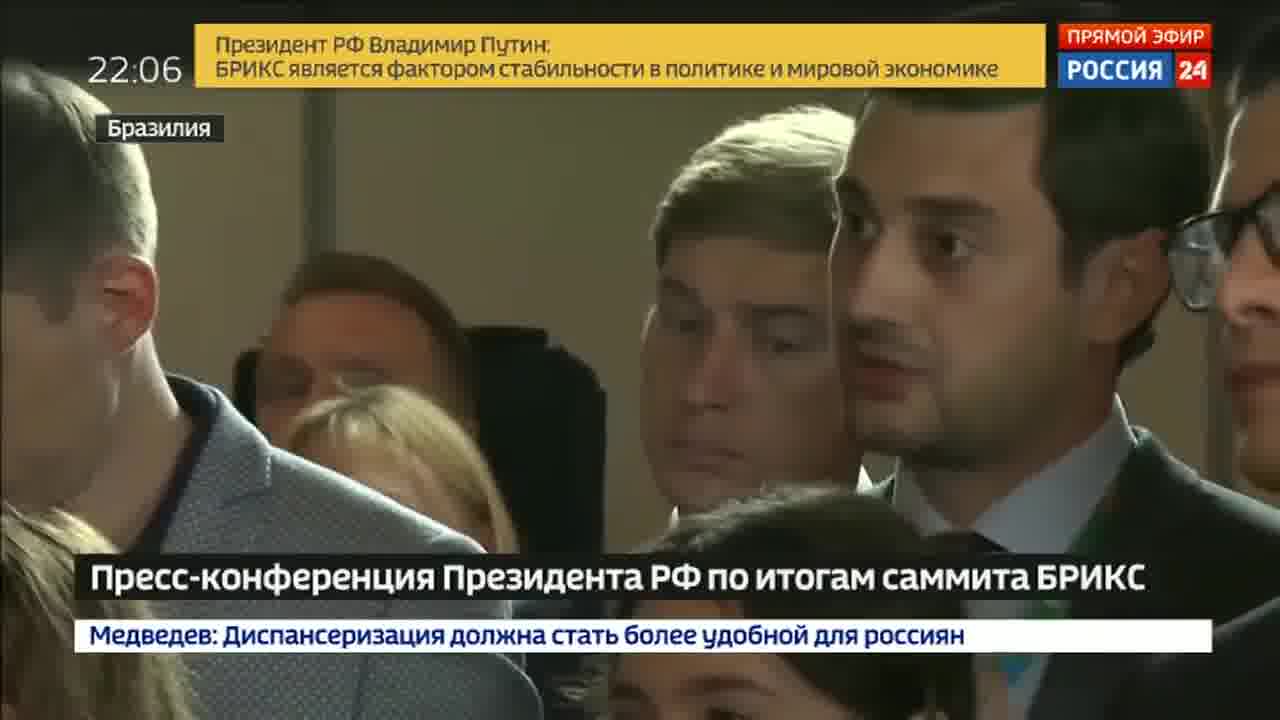 22:06
Президент РФ Владимир Путин:
БРИКС является фактором стабильности в политике и мировой экономике
ПРЯМОЙ ЭФИР
РОССИЯ 24
Бразилия
Пресс-конференция Президента РФ по итогам саммита БРИКС
Медведев: Диспансеризация должна стать более удобной для россиян